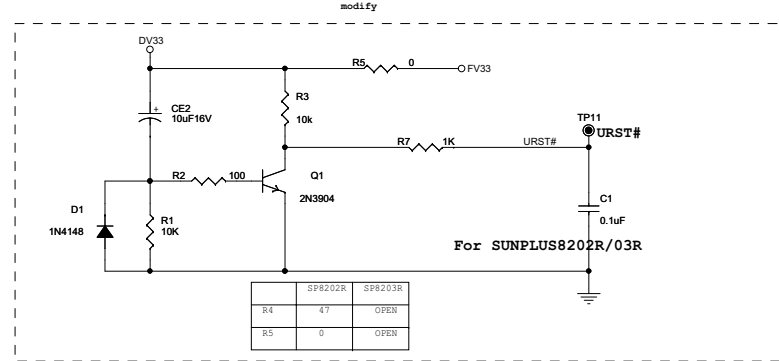 modify
DV33
R5 0
FV33
CE2
10uF16V
R3
10k
TP11
URST#
R7 1K
URST#
R2 100
Q1
2N3904
D1
1N4148
R1
10K
C1
0.1uF
For SUNPLUS8202R/03R
SP8202R SP8203R
R4 47 OPEN
R5 0 OPEN